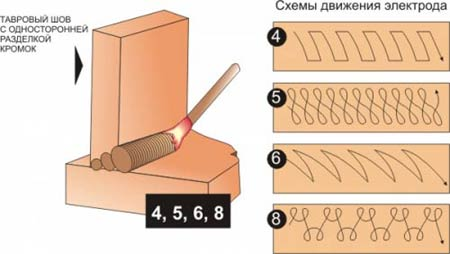 Схемы движения электрода
ТАВРОВЫЙ ШОВ
С ОДНОСТОРОННЕЙ
РАЗДЕЛКОЙ
КРОМОК
4, 5, 6, 8
4
5
6
8